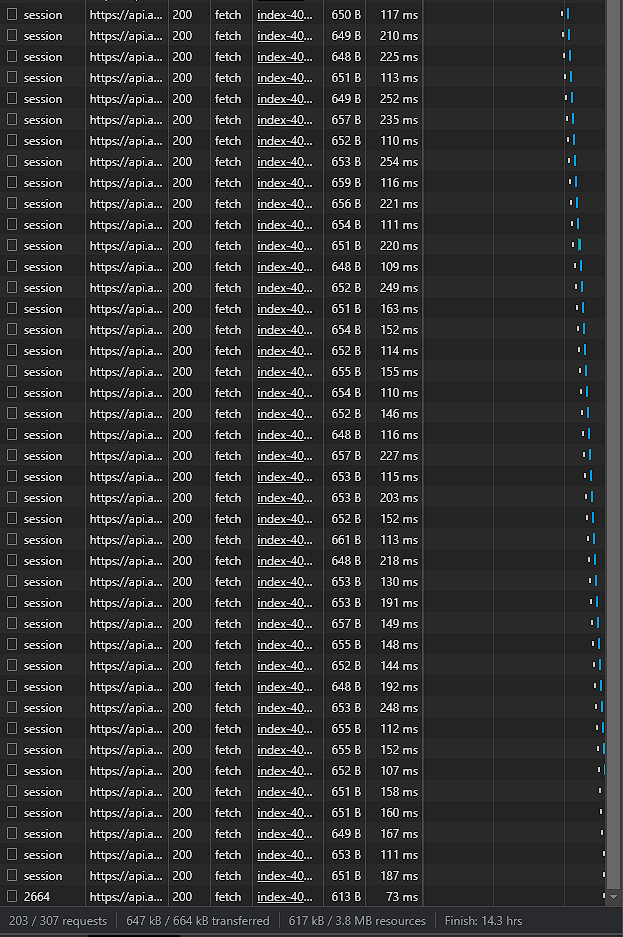 session https://api.a... 200 fetch index-40... 650 B 117 ms
session https://api.a... 200 fetch index-40... 649 B 210 ms
session https://api.a... 200 fetch index-40... 648 B 225 ms
session https://api.a... 200 fetch index-40... 651 B 113 ms
session https://api.a... 200 fetch index-40... 649 B 252 ms
session https://api.a... 200 fetch index-40... 657 B 235 ms
session https://api.a... 200 fetch index-40... 652 B 110 ms
session https://api.a... 200 fetch index-40... 653 B 254 ms
session https://api.a... 200 fetch index-40... 659 B 116 ms
session https://api.a... 200 fetch index-40... 656 B 221 ms
session https://api.a... 200 fetch index-40... 654 B 111 ms
session https://api.a... 200 fetch index-40... 651 B 220 ms
session https://api.a... 200 fetch index-40... 648 B 109 ms
session https://api.a... 200 fetch index-40... 652 B 249 ms
session https://api.a... 200 fetch index-40... 651 B 163 ms
session https://api.a... 200 fetch index-40... 654 B 152 ms
session https://api.a... 200 fetch index-40... 652 B 114 ms
session https://api.a... 200 fetch index-40... 655 B 155 ms
session https://api.a... 200 fetch index-40... 654 B 110 ms
session https://api.a... 200 fetch index-40... 652 B 146 ms
session https://api.a... 200 fetch index-40... 648 B 116 ms
session https://api.a... 200 fetch index-40... 657 B 227 ms
session https://api.a... 200 fetch index-40... 653 B 115 ms
session https://api.a... 200 fetch index-40... 653 B 203 ms
session https://api.a... 200 fetch index-40... 652 B 152 ms
session https://api.a... 200 fetch index-40... 661 B 113 ms
session https://api.a... 200 fetch index-40... 648 B 218 ms
session https://api.a... 200 fetch index-40... 653 B 130 ms
session https://api.a... 200 fetch index-40... 653 B 191 ms
session https://api.a... 200 fetch index-40... 657 B 149 ms
session https://api.a... 200 fetch index-40... 655 B 148 ms
session https://api.a... 200 fetch index-40... 652 B 144 ms
session https://api.a... 200 fetch index-40... 648 B 192 ms
session https://api.a... 200 fetch index-40... 653 B 248 ms
session https://api.a... 200 fetch index-40... 655 B 112 ms
session https://api.a... 200 fetch index-40... 655 B 152 ms
session https://api.a... 200 fetch index-40... 652 B 107 ms
session https://api.a... 200 fetch index-40... 651 B 158 ms
session https://api.a... 200 fetch index-40... 651 B 160 ms
session https://api.a... 200 fetch index-40... 649 B 167 ms
session https://api.a... 200 fetch index-40... 653 B 111 ms
session https://api.a... 200 fetch index-40... 651 B 187 ms
2664 https://api.a... 200 fetch index-40... 613 B 73 ms
203 / 307 requests 647 kB / 664 kB transferred 617 kB / 3.8 MB resources Finish: 14.3 hrs